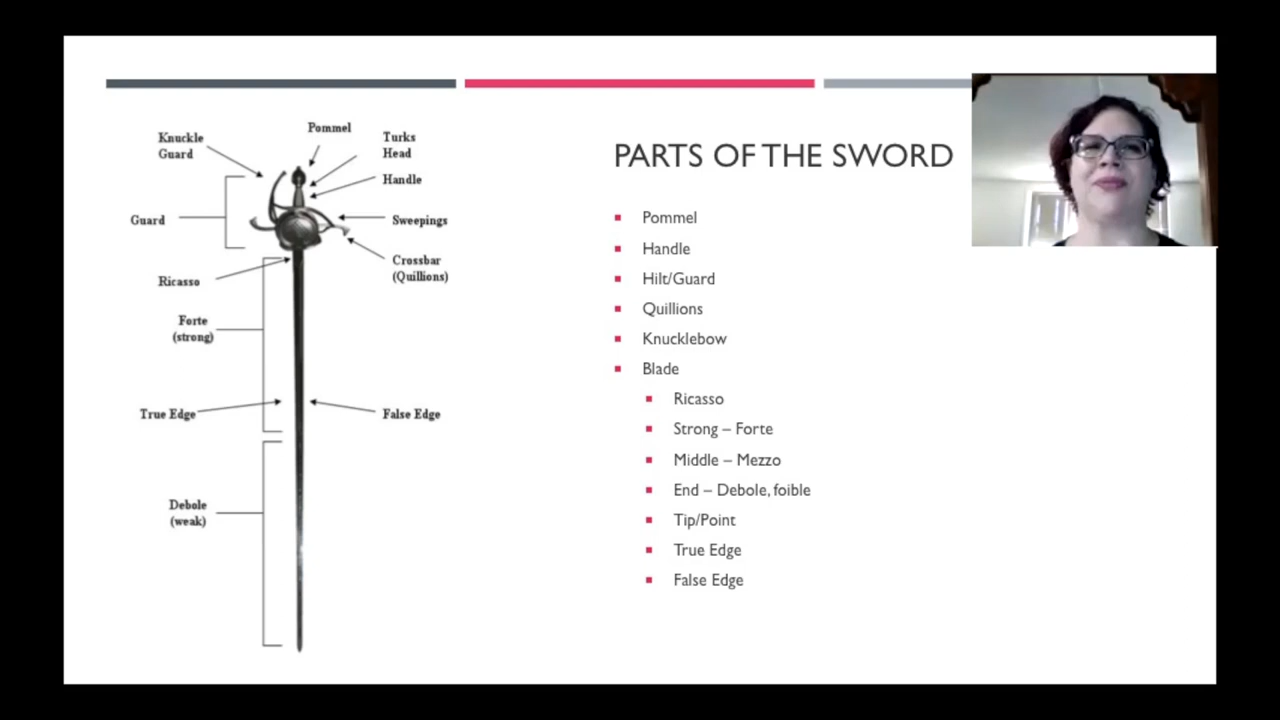 Knuckle
Guard
Pommel
Turks
Head
Handle
Guard
Sweepings
Crossbar
(Quillions)
Ricasso
Forte
(strong)
True Edge
False Edge
Debole
(weak)
PARTS OF THE SWORD
Pommel
Handle
Hilt/Guard
Quillions
Knucklebow
Blade
Ricasso
Strong – Forte
Middle – Mezzo
End – Debole, foible
Tip/Point
True Edge
False Edge